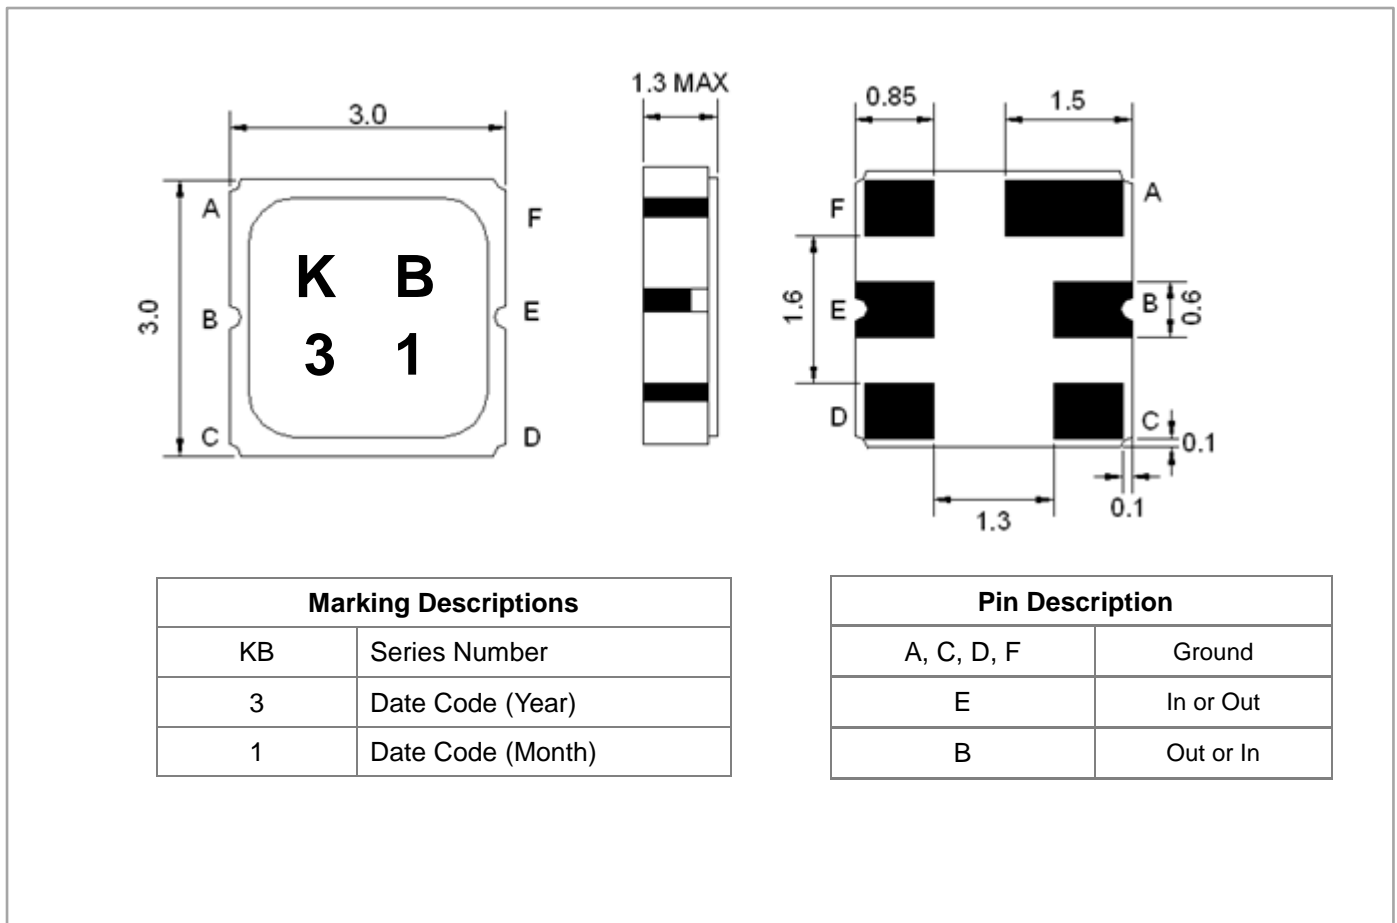 1.3 MAX
0.85
1.5
3.0
A
F
F
A
K B
3.0
B
E
1.6
E
B
0.6
3 1
C
D
D
C
0.1
0.1
1.3
Marking Descriptions
KB Series Number
3 Date Code (Year)
1 Date Code (Month)
Pin Description
A, C, D, F Ground
E In or Out
B Out or In